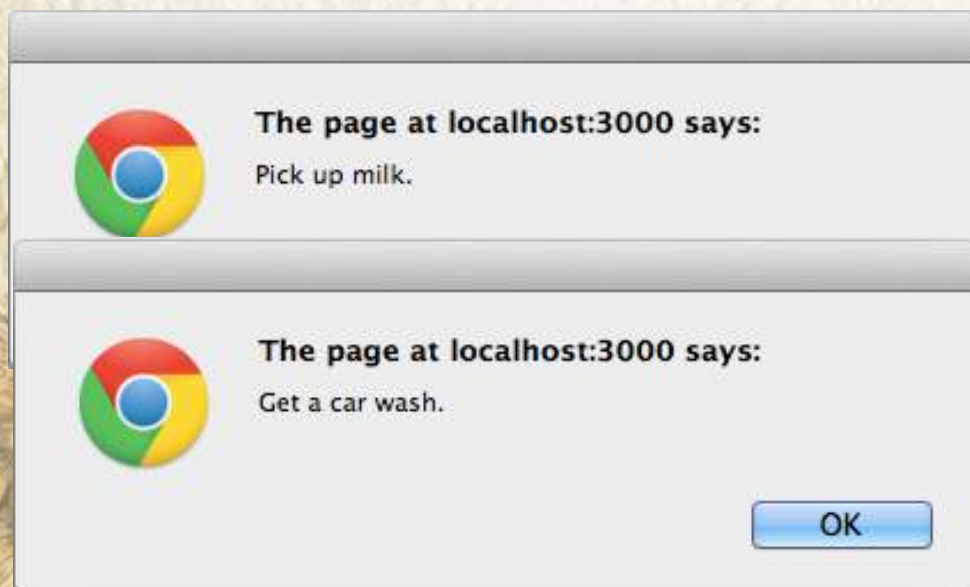 The page at localhost:3000 says:
Pick up milk.
The page at localhost:3000 says:
Get a car wash.
OK